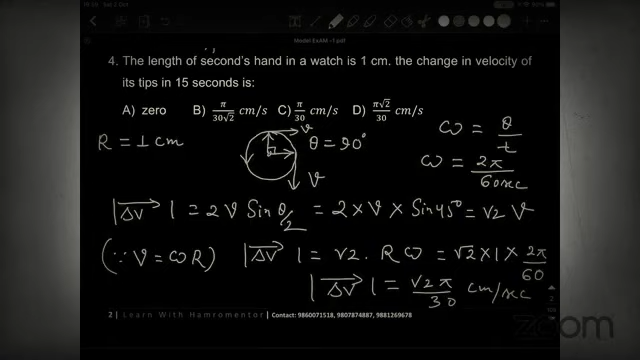 Model ExAM - 1.pdf
4. The length of second's hand in a watch is 1 cm. the change in velocity of
its tips in 15 seconds is:
A) zero B) π/30√2 cm/s C) π/30 cm/s D) π√2/30 cm/s
R = 1 cm
v
θ = 90°
v
ω = θ/t
ω = 2π/60sec
|Δv→| = 2v Sin θ/2 = 2 × v × Sin 45° = √2 v
(∵ v = ωR) |Δv→| = √2 . Rω = √2 × 1 × 2π/60
|Δv→| = √2π/30 cm/sec
2 | Learn With Hamromentor | Contact: 9860071518, 9807874887, 9881269678
zoom